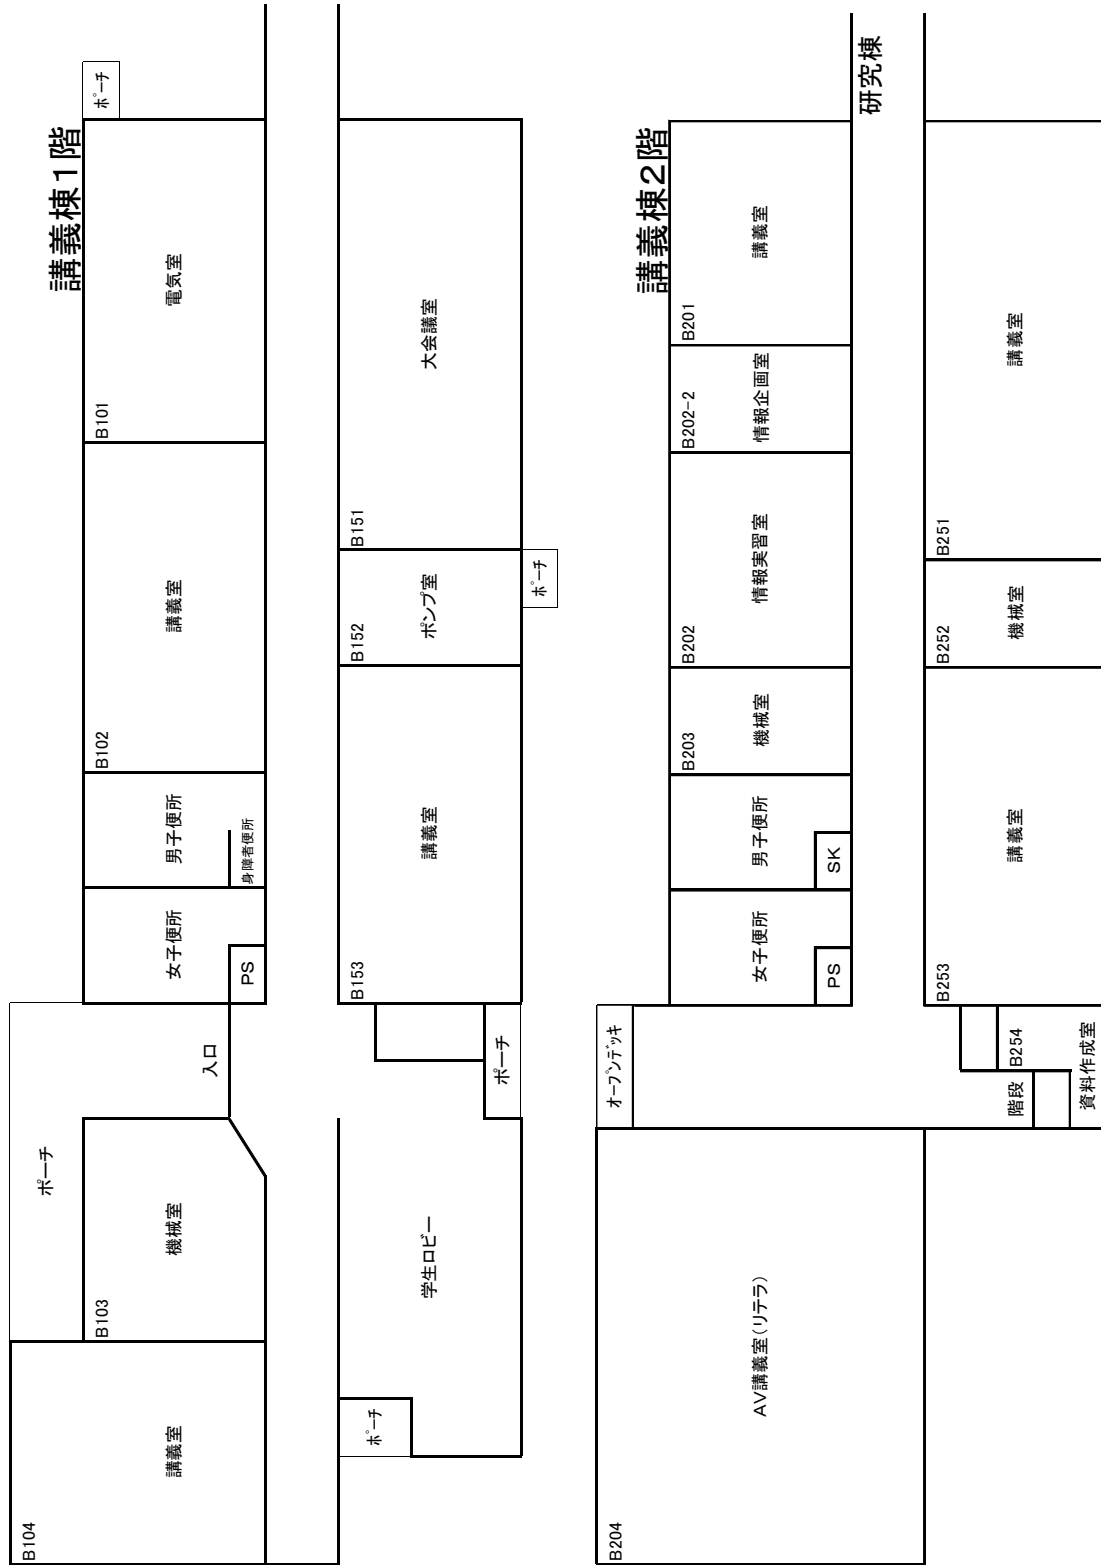 講義棟1階
ポーチ
B101
電気室
B102
講義室
男子便所
身障者便所
女子便所
PS
入口
ポーチ
B103
機械室
B104
講義室
B151
大会議室
B152
ポンプ室
ポーチ
B153
講義室
ポーチ
学生ロビー
ポーチ
講義棟2階
研究棟
B201
講義室
B202-2
情報企画室
B202
情報実習室
B203
機械室
男子便所
SK
女子便所
PS
オープンデッキ
B204
AV講義室(リテラ)
B251
講義室
B252
機械室
B253
講義室
B254
階段
資料作成室